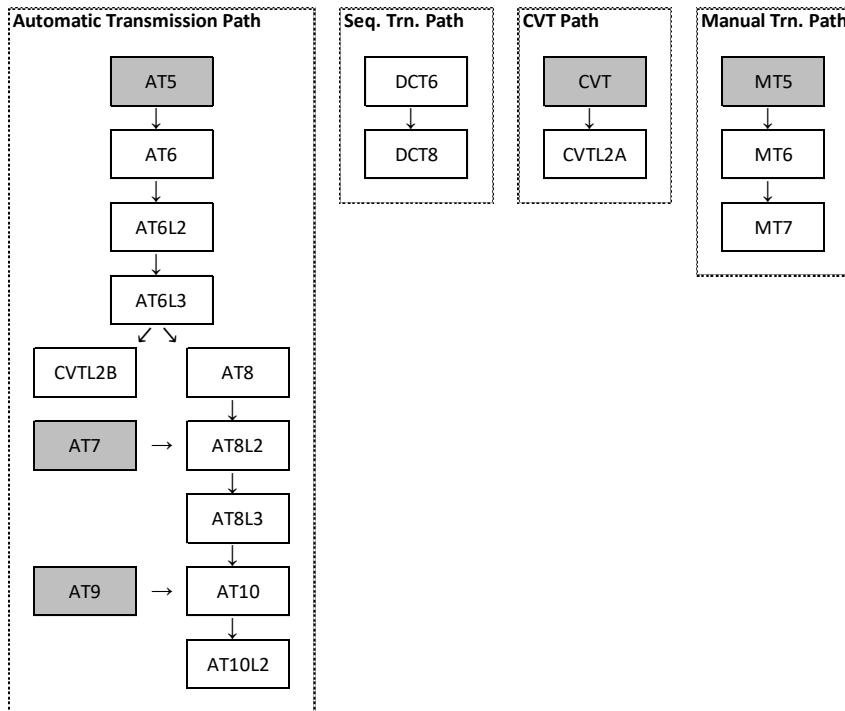 Automatic Transmission Path
AT5
AT6
AT6L2
AT6L3
CVTL2B
AT8
AT7
AT8L2
AT8L3
AT9
AT10
AT10L2
Seq. Trn. Path
DCT6
DCT8
CVT Path
CVT
CVTL2A
Manual Trn. Path
MT5
MT6
MT7